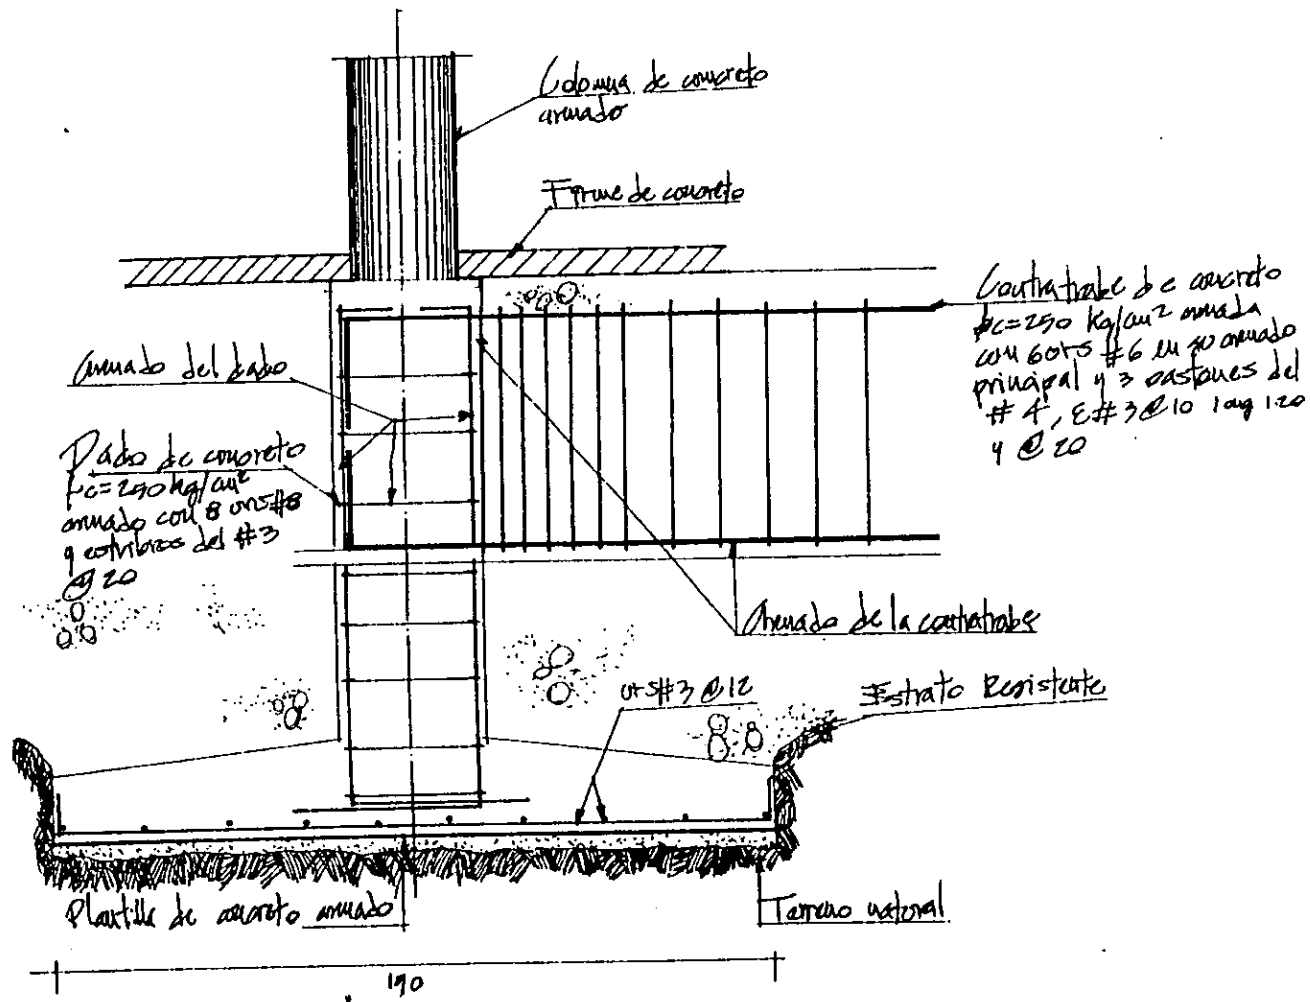 Columna de concreto
armado
Firme de concreto
Contratrabe de concreto
f'c=250 kg/cm² armada
con 6 vrs #6 en su armado
principal y 3 bastones del
#4, E#3@10 long 1.20
y @ 20
Armado del dado
Dado de concreto
f'c=250 kg/cm²
armado con 8 vrs #8
y estribos del #3
@ 20
Armado de la contratrabe
vrs #3 @ 12
Estrato Resistente
Plantilla de concreto armado
Terreno natural